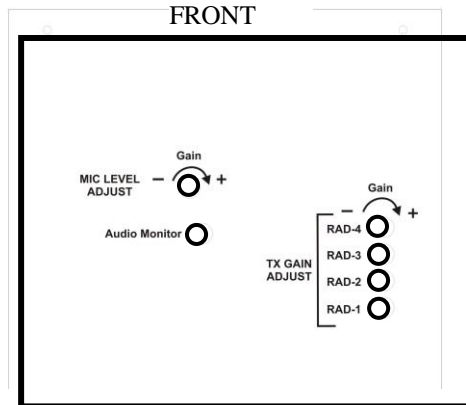 FRONT
Gain
− +
MIC LEVEL
ADJUST
Audio Monitor
Gain
− +
TX GAIN
ADJUST
RAD-4
RAD-3
RAD-2
RAD-1